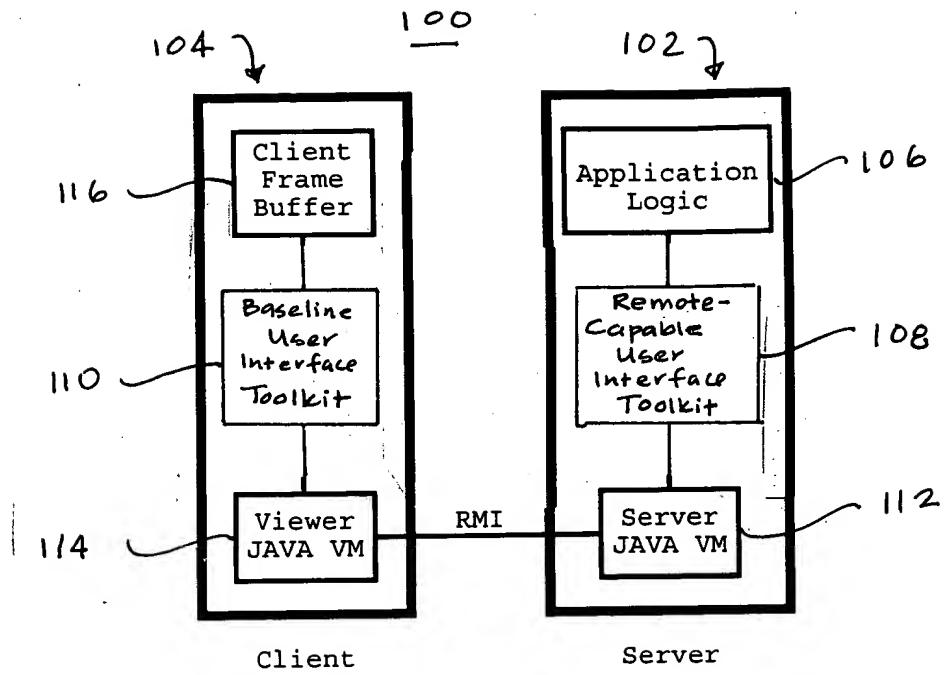 100
104
102
Client
Frame
Buffer
116
Application
Logic
106
Baseline
User
Interface
Toolkit
110
Remote-
Capable
User
Interface
Toolkit
108
Viewer
JAVA VM
114
RMI
Server
JAVA VM
112
Client
Server